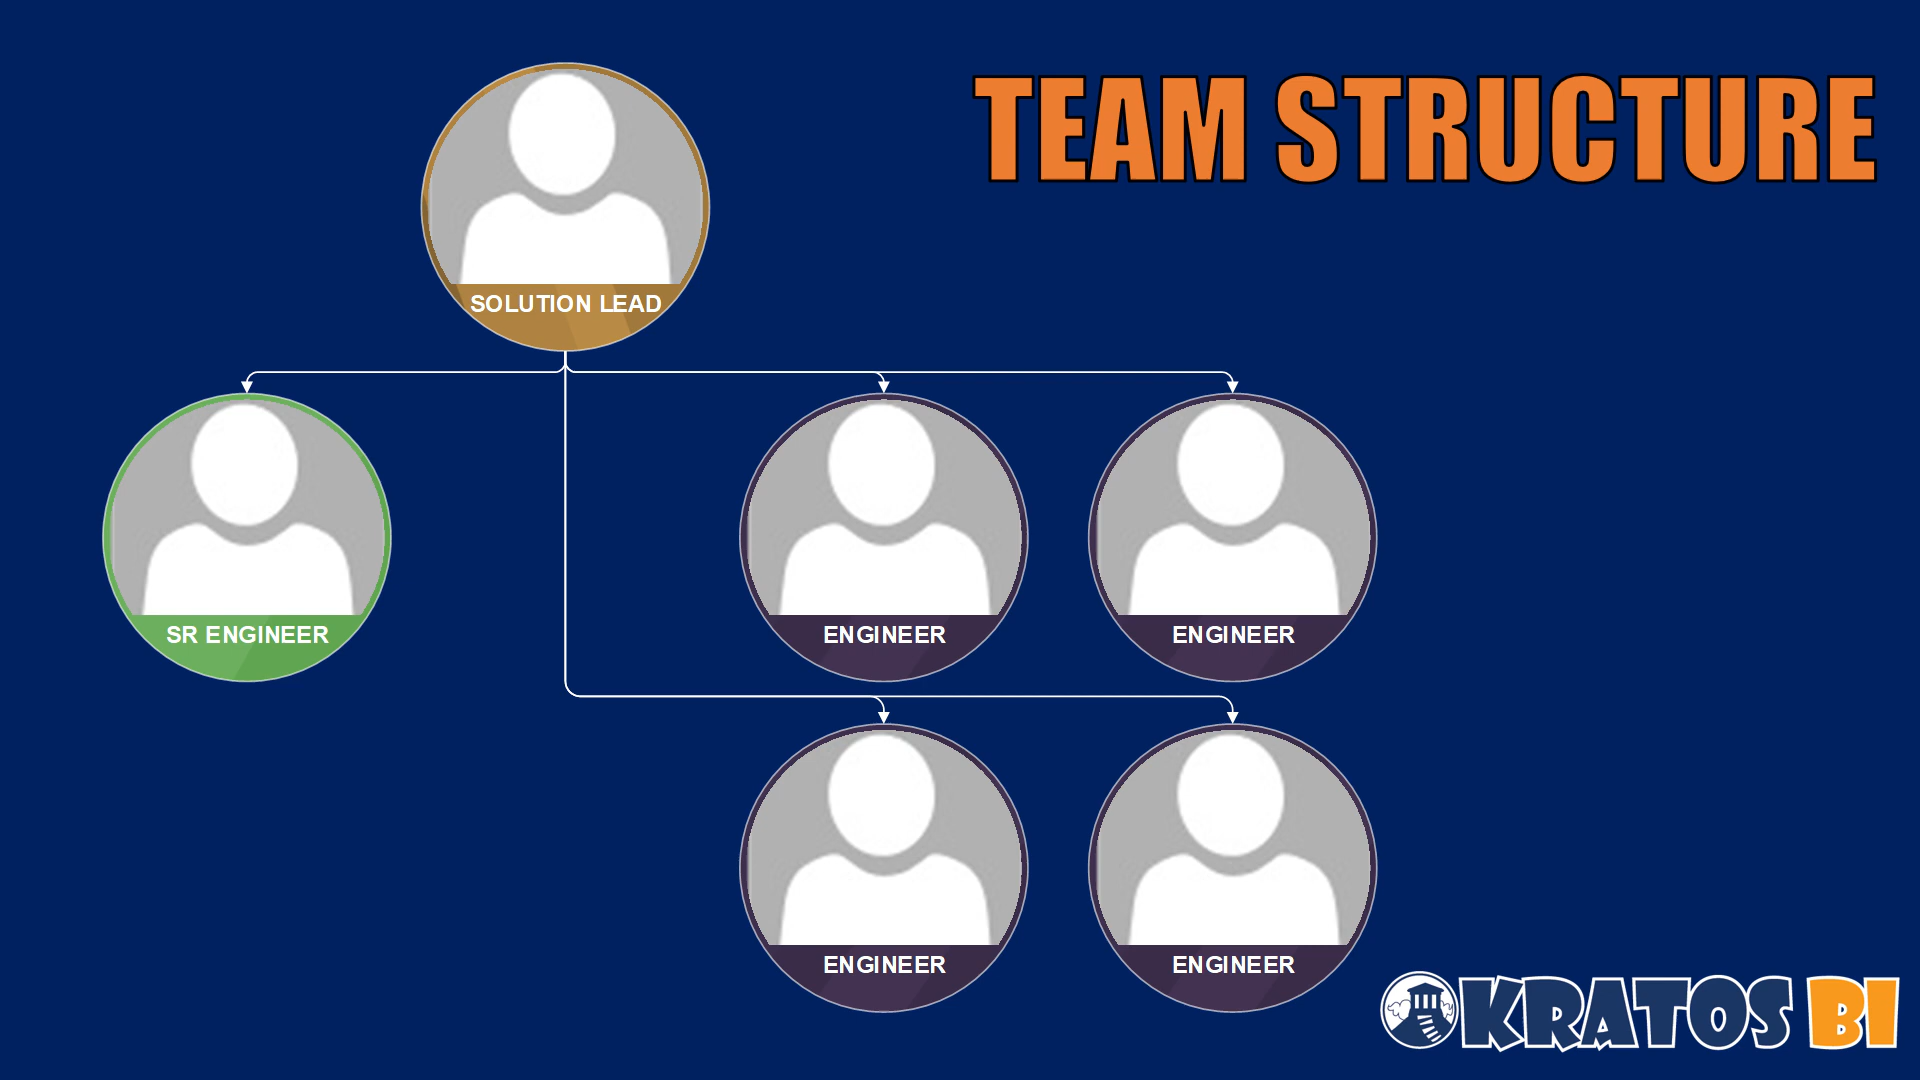 TEAM STRUCTURE
SOLUTION LEAD
SR ENGINEER
ENGINEER
ENGINEER
ENGINEER
ENGINEER
KRATOS BI